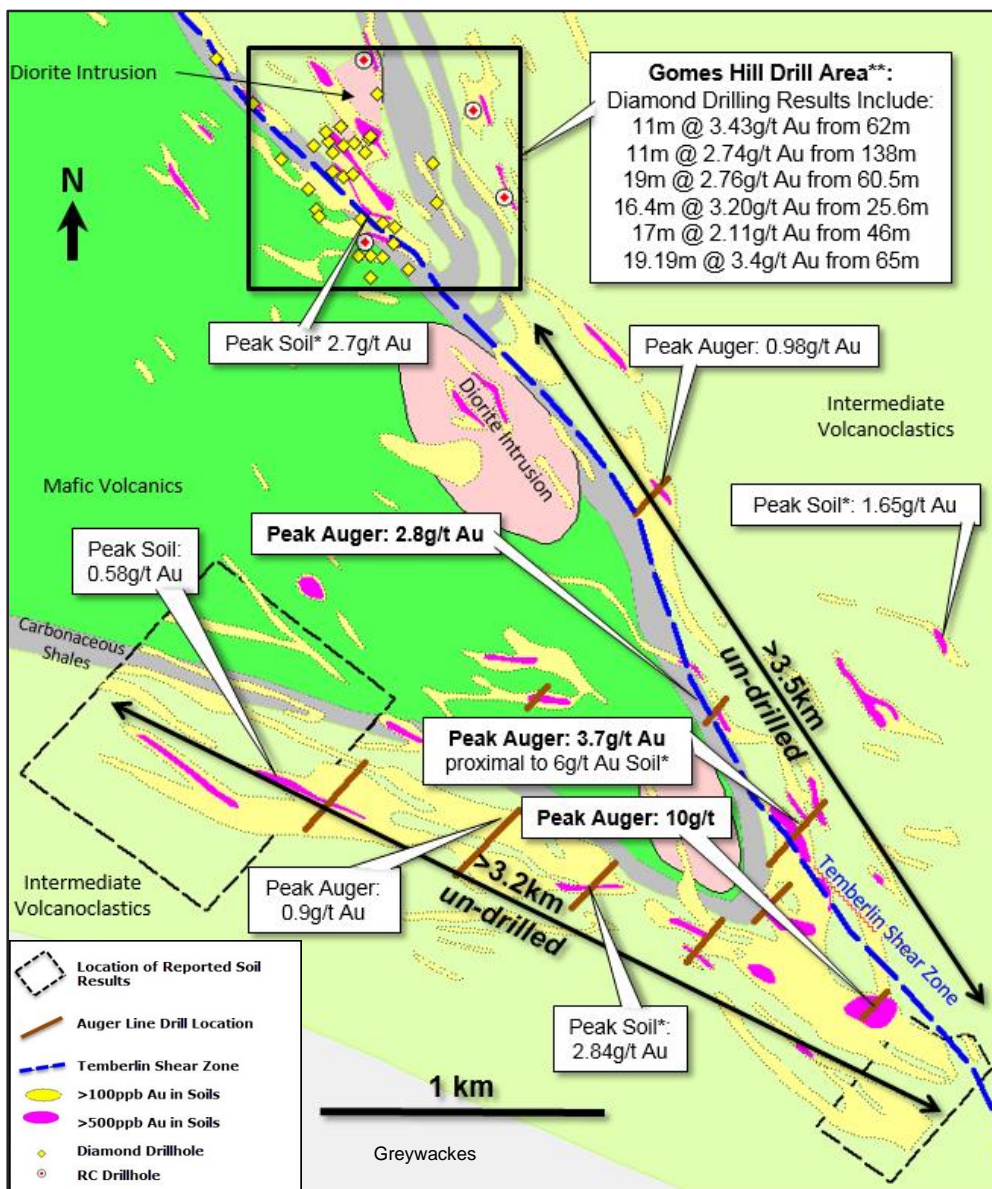 Diorite Intrusion
Gomes Hill Drill Area**:
Diamond Drilling Results Include:
11m @ 3.43g/t Au from 62m
11m @ 2.74g/t Au from 138m
19m @ 2.76g/t Au from 60.5m
16.4m @ 3.20g/t Au from 25.6m
17m @ 2.11g/t Au from 46m
19.19m @ 3.4g/t Au from 65m
N
Peak Soil* 2.7g/t Au
Peak Auger: 0.98g/t Au
Diorite Intrusion
Intermediate
Volcanoclastics
Mafic Volcanics
Peak Soil*: 1.65g/t Au
Peak Auger: 2.8g/t Au
Peak Soil:
0.58g/t Au
Carbonaceous
Shales
>3.5km
un-drilled
Peak Auger: 3.7g/t Au
proximal to 6g/t Au Soil*
Peak Auger: 10g/t
>3.2km
un-drilled
Peak Auger:
0.9g/t Au
Intermediate
Volcanoclastics
Temberlin Shear Zone
Peak Soil*:
2.84g/t Au
Location of Reported Soil
Results
Auger Line Drill Location
Temberlin Shear Zone
>100ppb Au in Soils
>500ppb Au in Soils
Diamond Drillhole
RC Drillhole
1 km
Greywackes